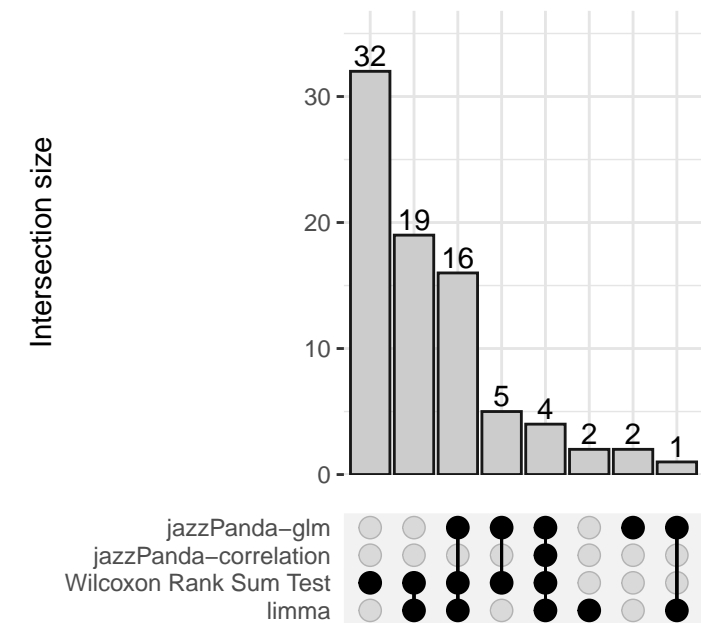 Intersection size
32
19
16
5
4
2
2
1
30
20
10
0
jazzPanda−glm
jazzPanda−correlation
Wilcoxon Rank Sum Test
limma